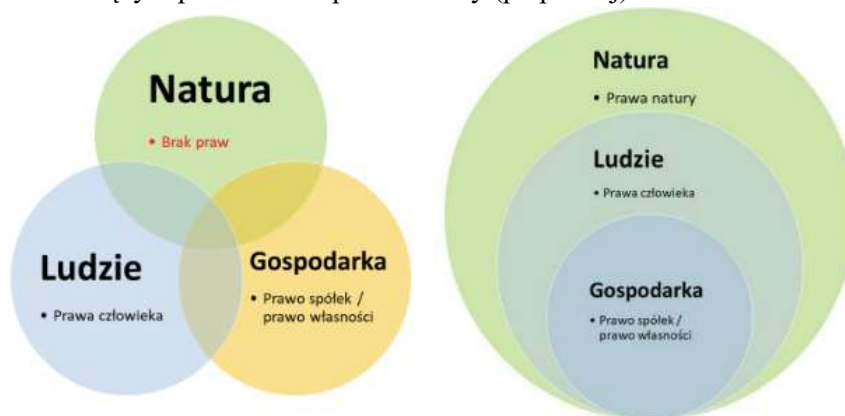 Natura
• Brak praw
Ludzie
• Prawa człowieka
Gospodarka
• Prawo spółek /
prawo własności
Natura
• Prawa natury
Ludzie
• Prawa człowieka
Gospodarka
• Prawo spółek /
prawo własności